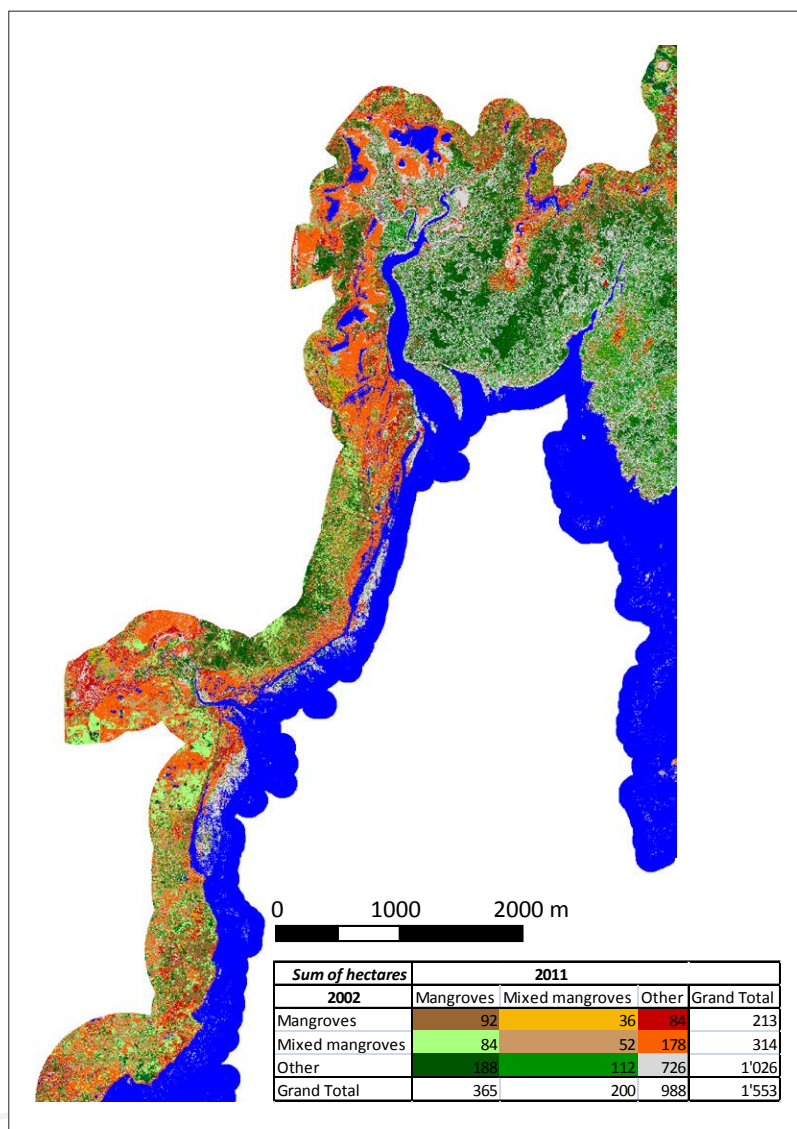 0 1000 2000 m
Sum of hectares 2011
2002 Mangroves Mixed mangroves Other Grand Total
Mangroves 92 36 84 213
Mixed mangroves 84 52 178 314
Other 188 112 726 1'026
Grand Total 365 200 988 1'553